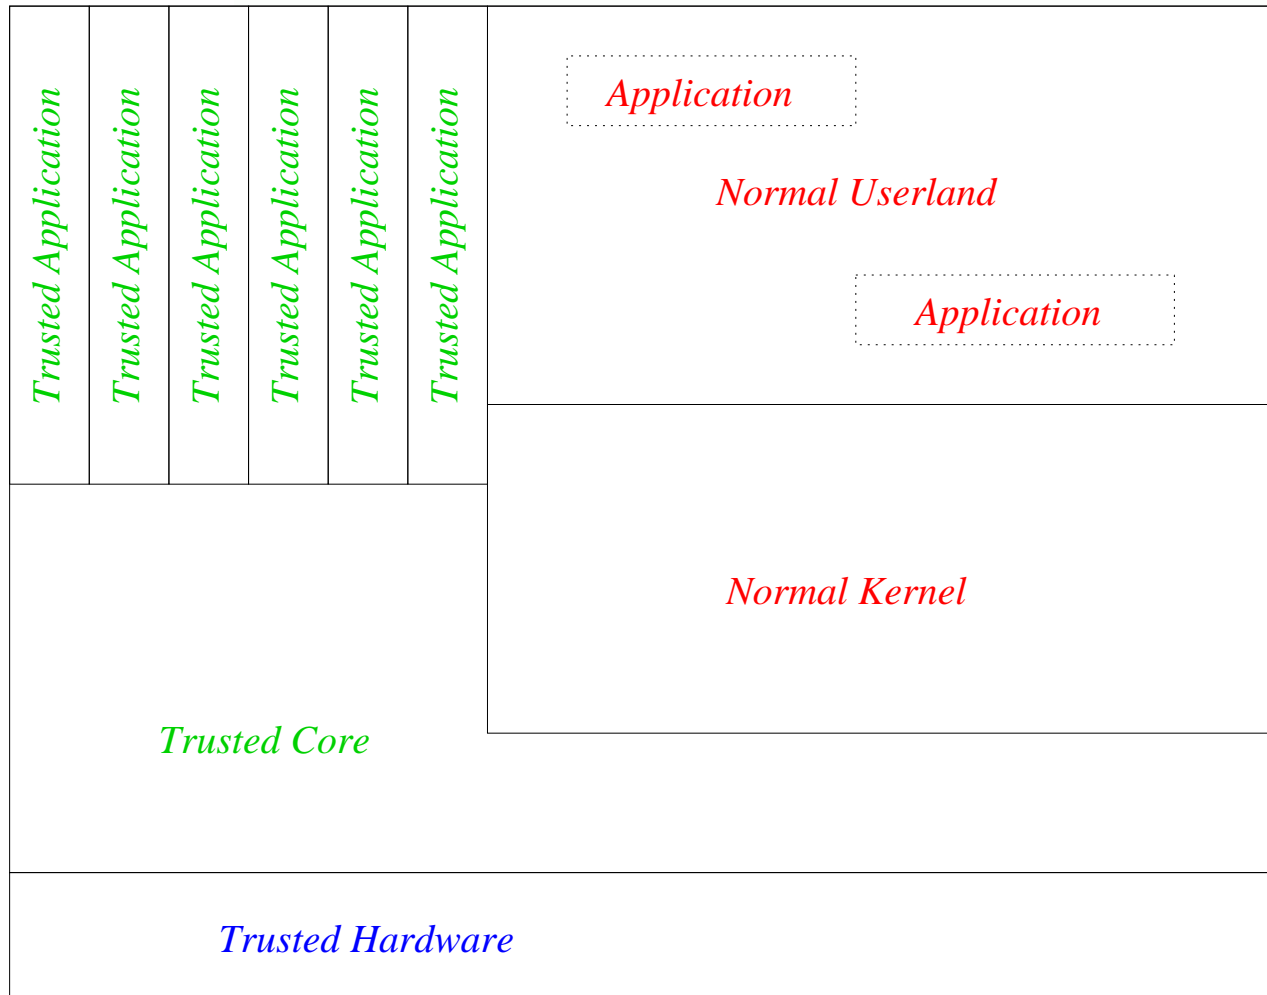 Trusted Application
Trusted Application
Trusted Application
Trusted Application
Trusted Application
Trusted Application
Application
Normal Userland
Application
Normal Kernel
Trusted Core
Trusted Hardware